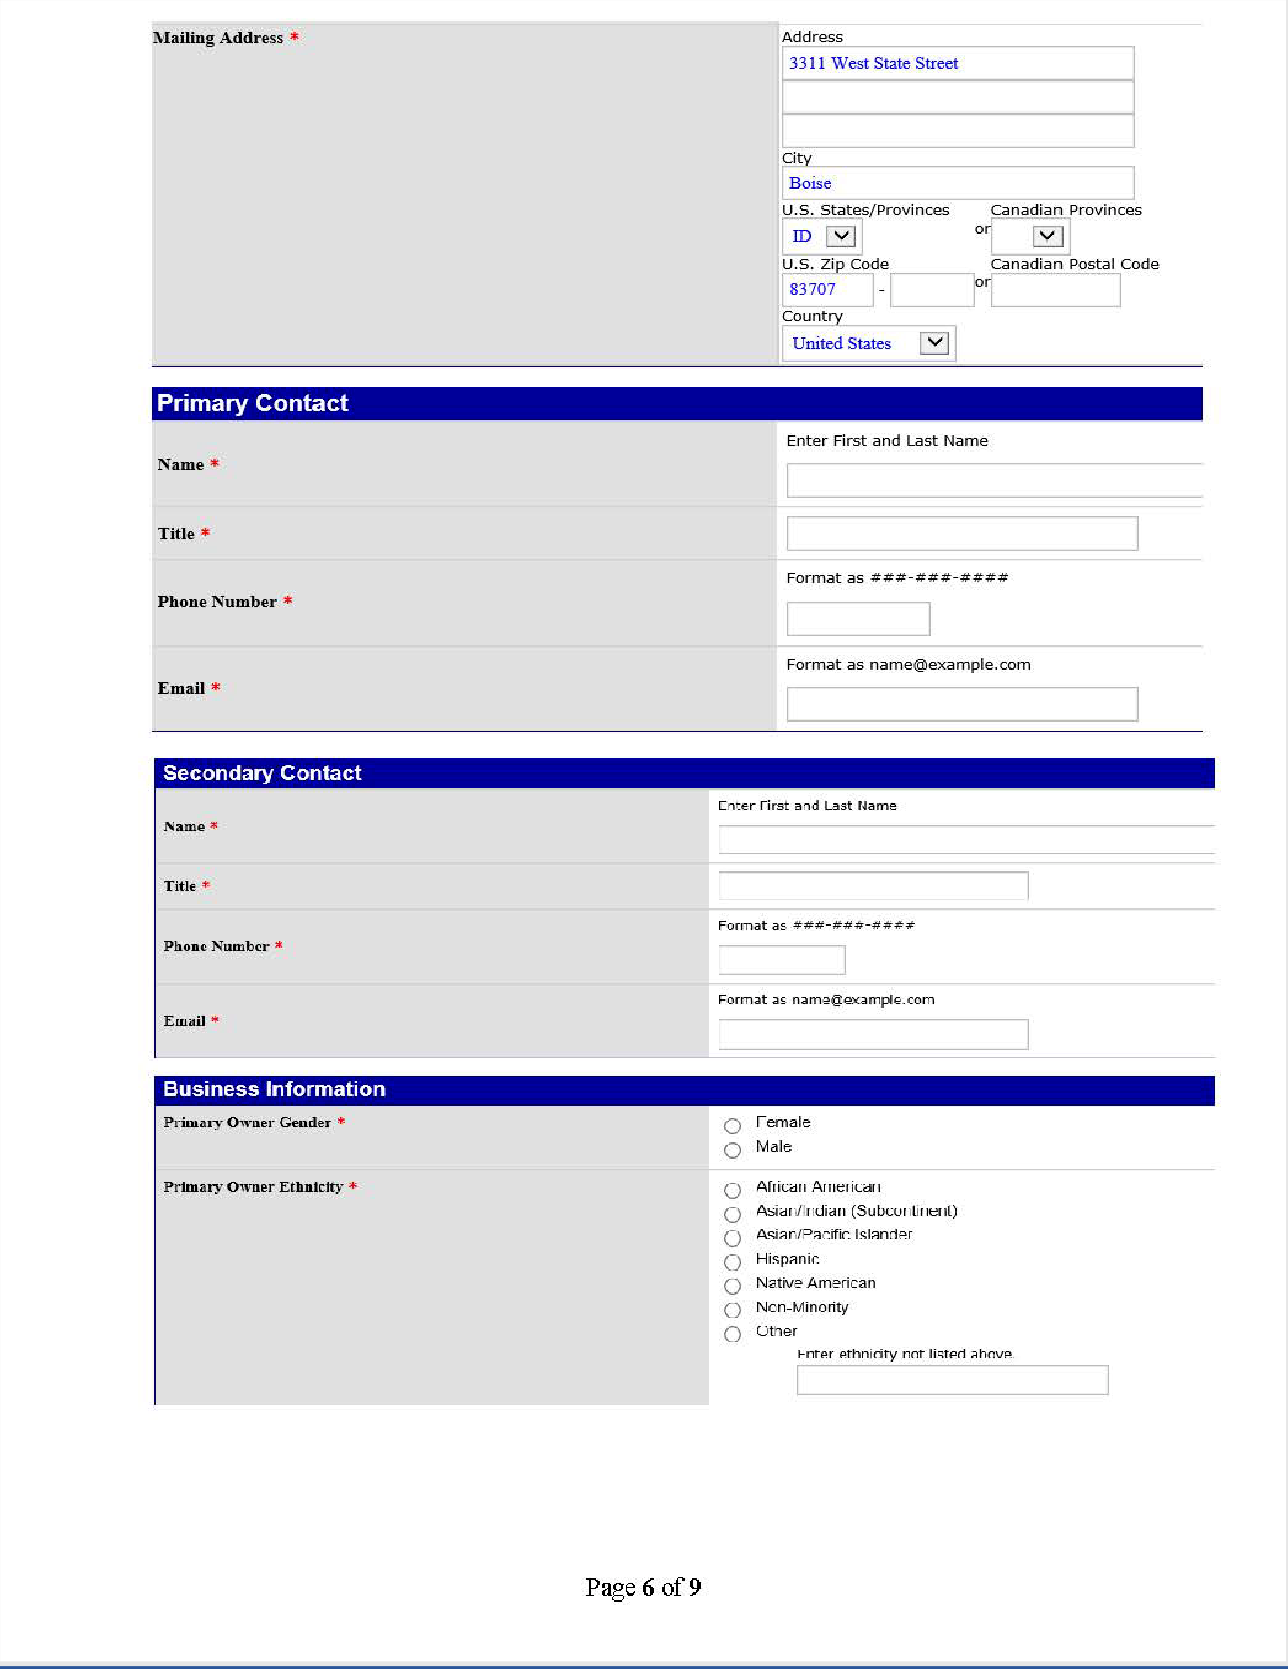 Mailing Address *
Address
3311 West State Street
City
Boise
U.S. States/Provinces Canadian Provinces
ID or
U.S. Zip Code Canadian Postal Code
83707 - or
Country
United States
Primary Contact
Enter First and Last Name
Name *
Title *
Format as ###-###-####
Phone Number *
Format as name@example.com
Email *
Secondary Contact
Enter First and Last Name
Name *
Title *
Format as ###-###-####
Phone Number *
Format as name@example.com
Email *
Business Information
Primary Owner Gender *
Female
Male
Primary Owner Ethnicity *
African American
Asian/Indian (Subcontinent)
Asian/Pacific Islander
Hispanic
Native American
Non-Minority
Other
Enter ethnicity not listed above.
Page 6 of 9